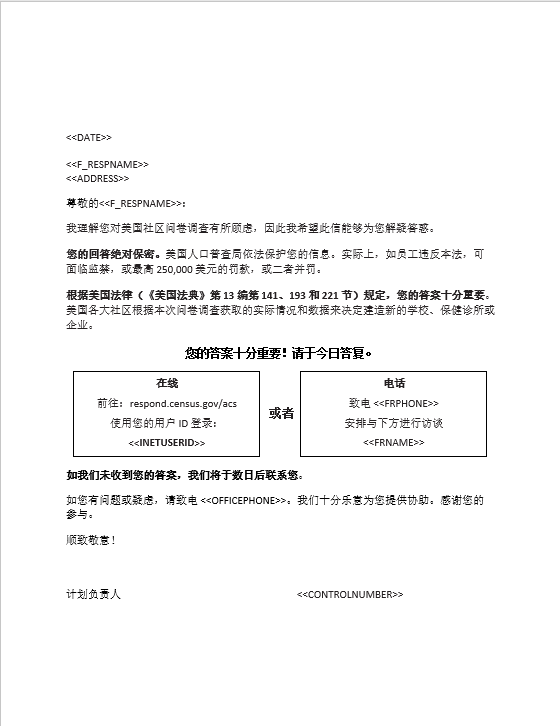 <<DATE>>
<<F_RESPNAME>>
<<ADDRESS>>
尊敬的<<F_RESPNAME>>：
我理解您对美国社区问卷调查有所顾虑，因此我希望此信能够为您解疑答惑。
您的回答绝对保密。美国人口普查局依法保护您的信息。实际上，如员工违反本法，可
面临监禁，或最高 250,000 美元的罚款，或二者并罚。
根据美国法律（《美国法典》第 13 编第 141、193 和 221 节）规定，您的答案十分重要。
美国各大社区根据本次问卷调查获取的实际情况和数据来决定建造新的学校、保健诊所或
企业。
您的答案十分重要！请于今日答复。
在线
前往：respond.census.gov/acs
使用您的用户 ID 登录：
<<INETUSERID>>
或者
电话
致电 <<FRPHONE>>
安排与下方进行访谈
<<FRNAME>>
如我们未收到您的答案，我们将于数日后联系您。
如您有问题或疑虑，请致电 <<OFFICEPHONE>>。我们十分乐意为您提供协助。感谢您的
参与。
顺致敬意！
计划负责人 <<CONTROLNUMBER>>